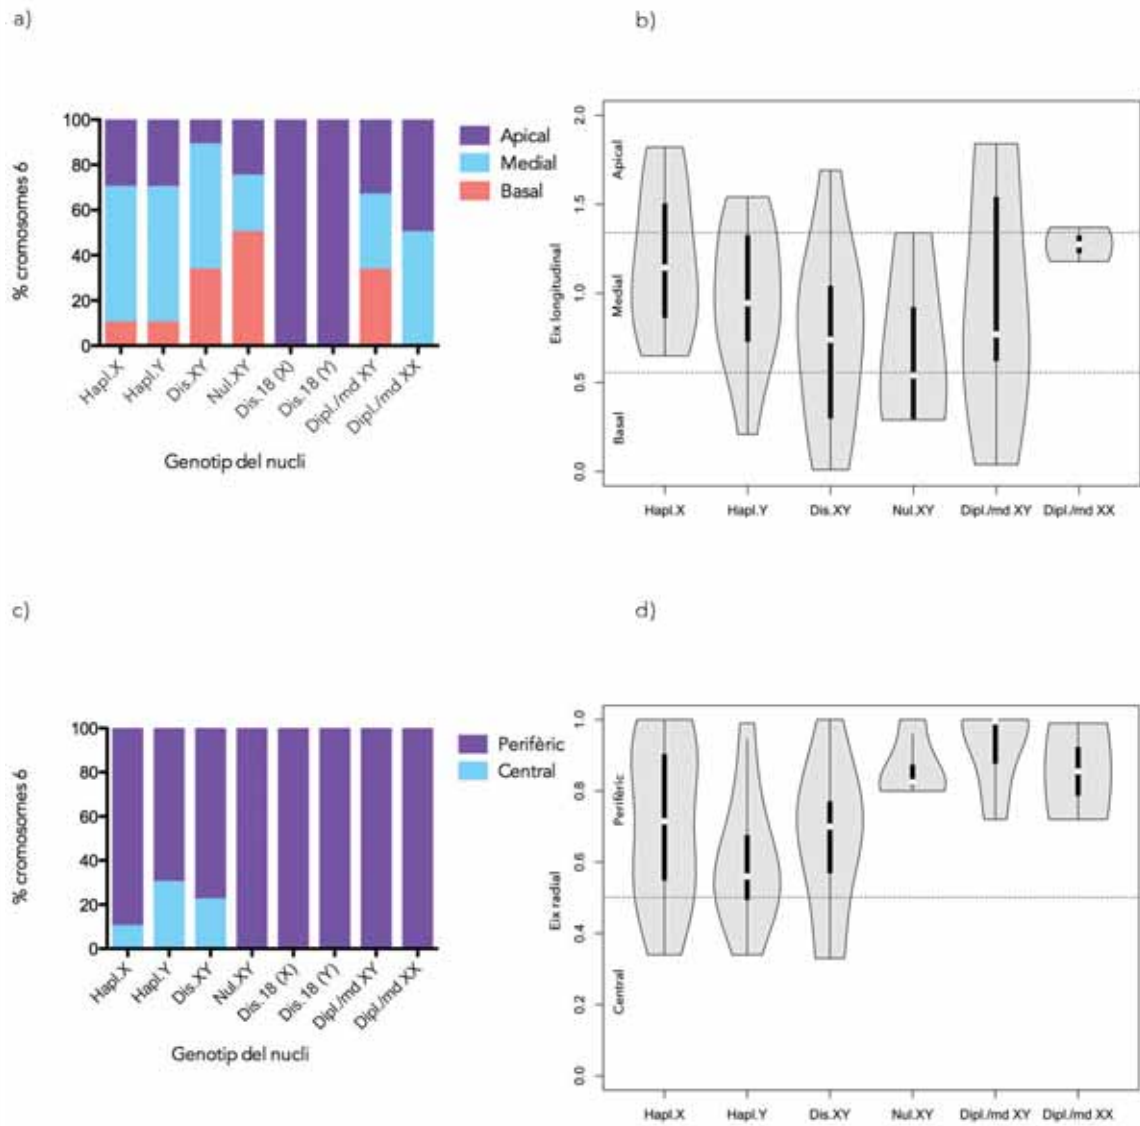 a)
% cromosomes 6
100
80
60
40
20
0
Apical
Medial
Basal
Hapl.X
Hapl.Y
Dis.XY
Nul.XY
Dis.18 (X)
Dis.18 (Y)
Dipl./md XY
Dipl./md XX
Genotip del nucli
b)
Eix longitudinal
Apical
Medial
Basal
2.0
1.5
1.0
0.5
0.0
Hapl.X
Hapl.Y
Dis.XY
Nul.XY
Dipl./md XY
Dipl./md XX
c)
% cromosomes 6
100
80
60
40
20
0
Perifèric
Central
Hapl.X
Hapl.Y
Dis.XY
Nul.XY
Dis.18 (X)
Dis.18 (Y)
Dipl./md XY
Dipl./md XX
Genotip del nucli
d)
Eix radial
Perifèric
Central
1.0
0.8
0.6
0.4
0.2
0.0
Hapl.X
Hapl.Y
Dis.XY
Nul.XY
Dipl./md XY
Dipl./md XX